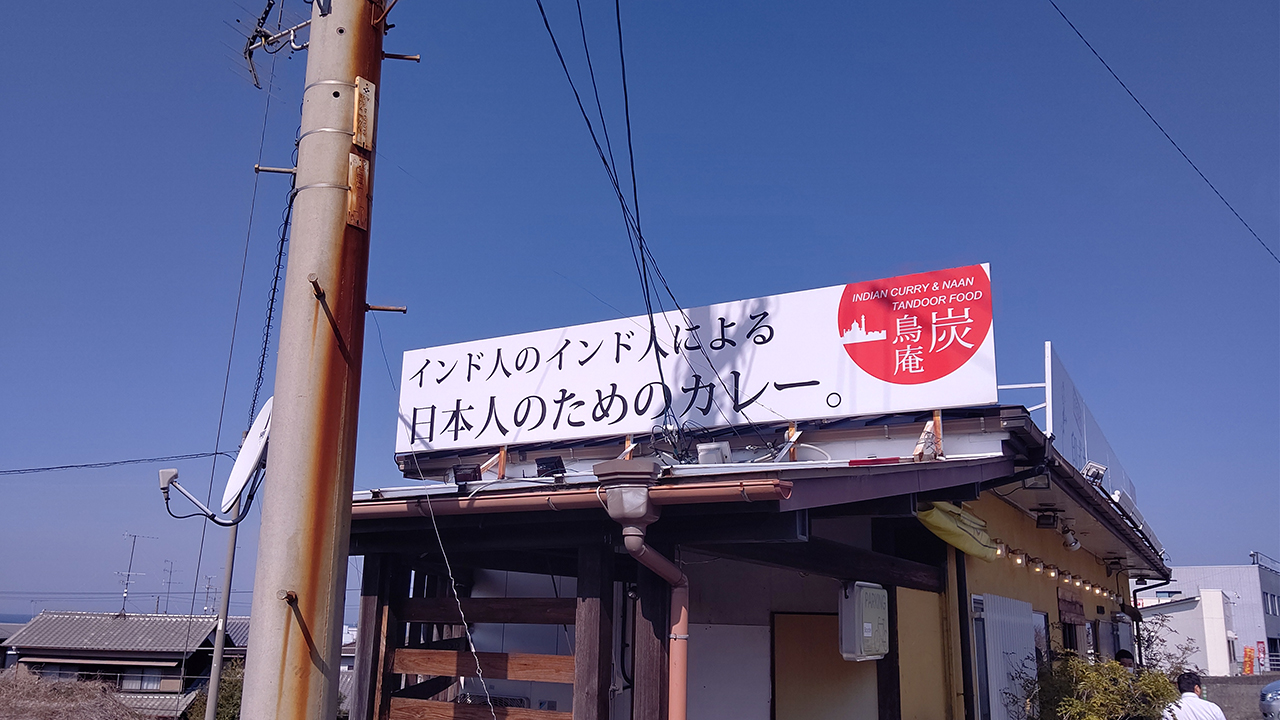 インド人のインド人による
日本人のためのカレー。
INDIAN CURRY & NAAN
TANDOOR FOOD
炭
鳥庵
PARKING